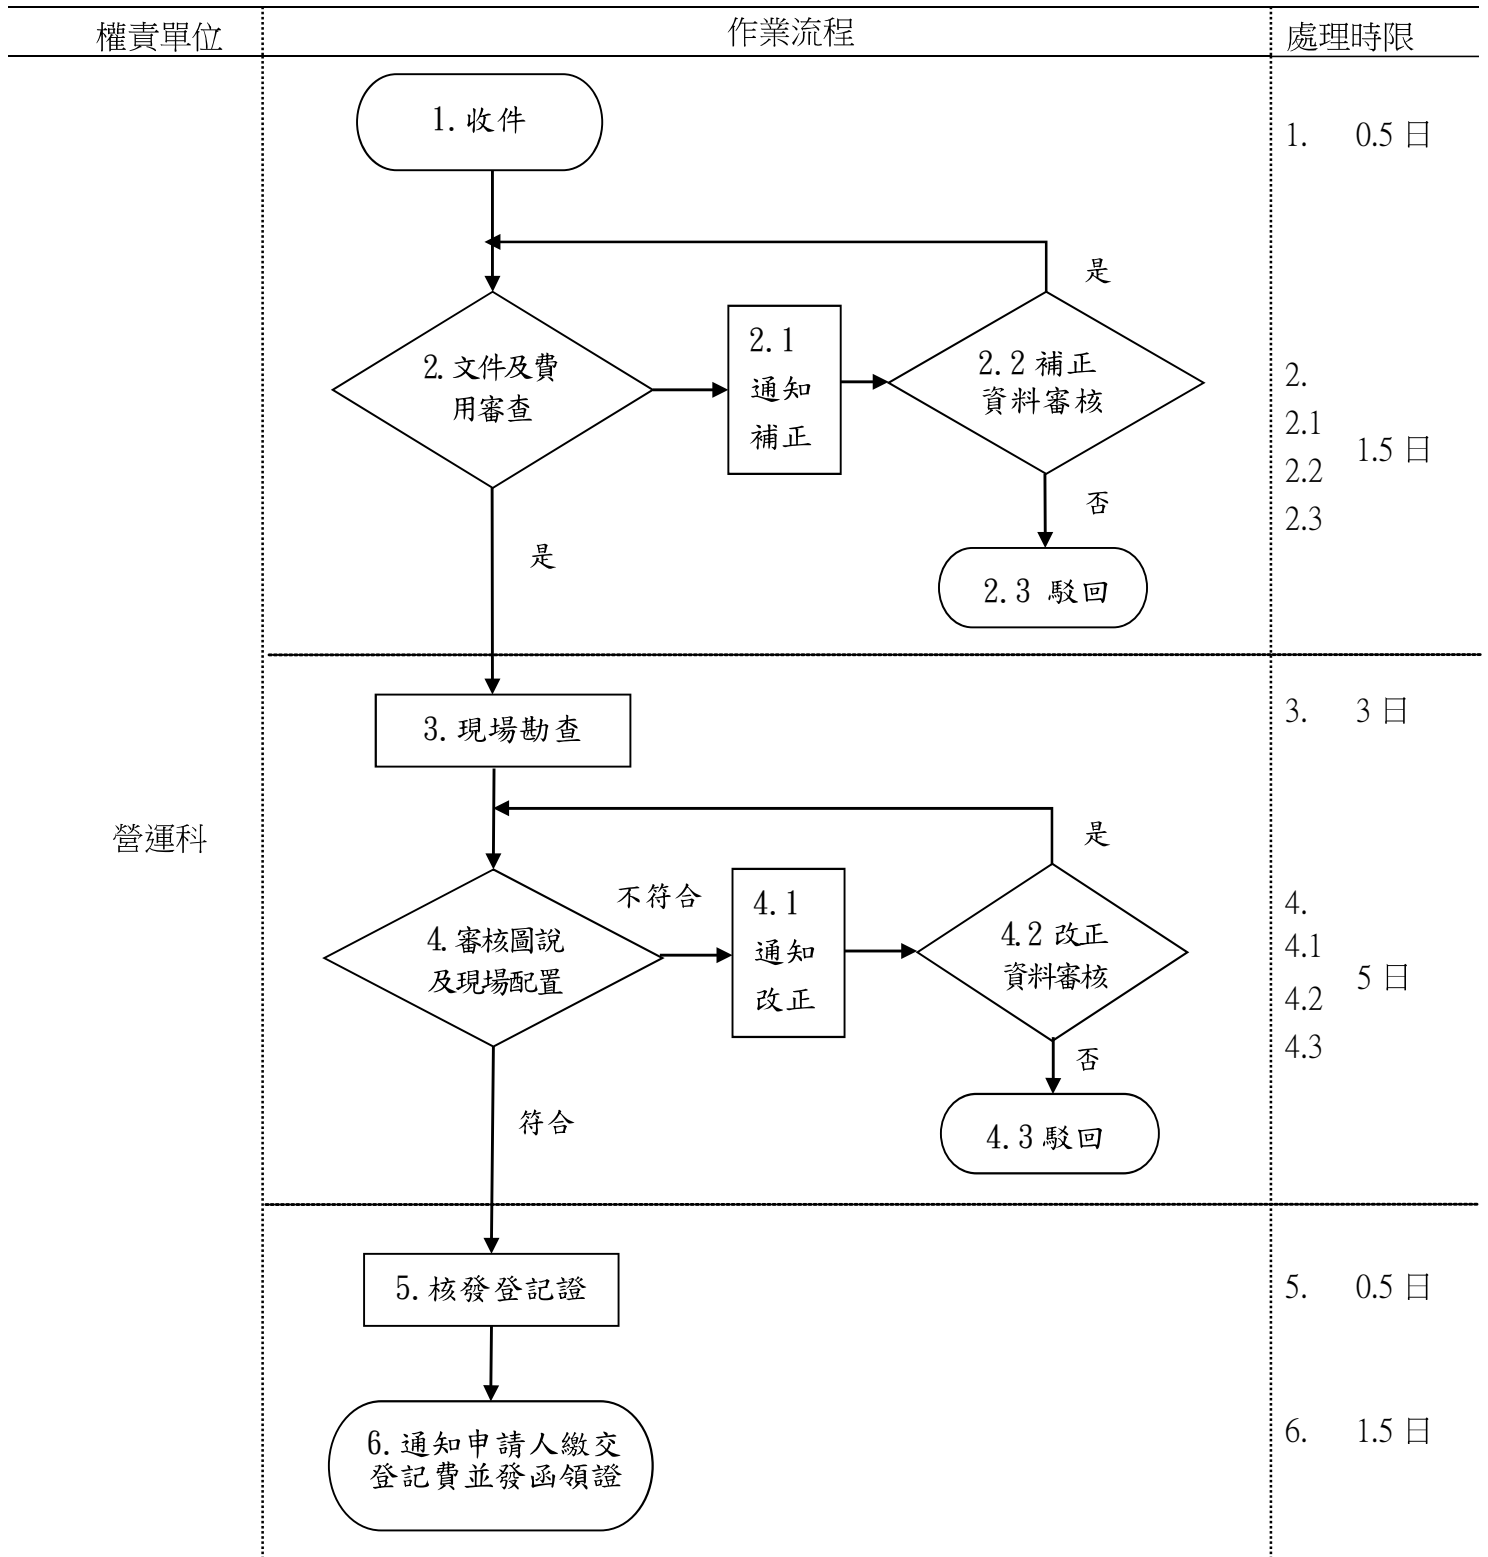 權責單位
作業流程
處理時限
1.收件
1. 0.5 日
是
2.文件及費
用審查
2.1
通知
補正
2.2 補正
資料審核
2.
2.1
2.2
2.3
1.5 日
否
是
2.3 駁回
3.現場勘查
3. 3 日
營運科
是
不符合
4.審核圖說
及現場配置
4.1
通知
改正
4.2 改正
資料審核
4.
4.1
4.2
4.3
5 日
否
符合
4.3 駁回
5.核發登記證
5. 0.5 日
6.通知申請人繳交
登記費並發函領證
6. 1.5 日